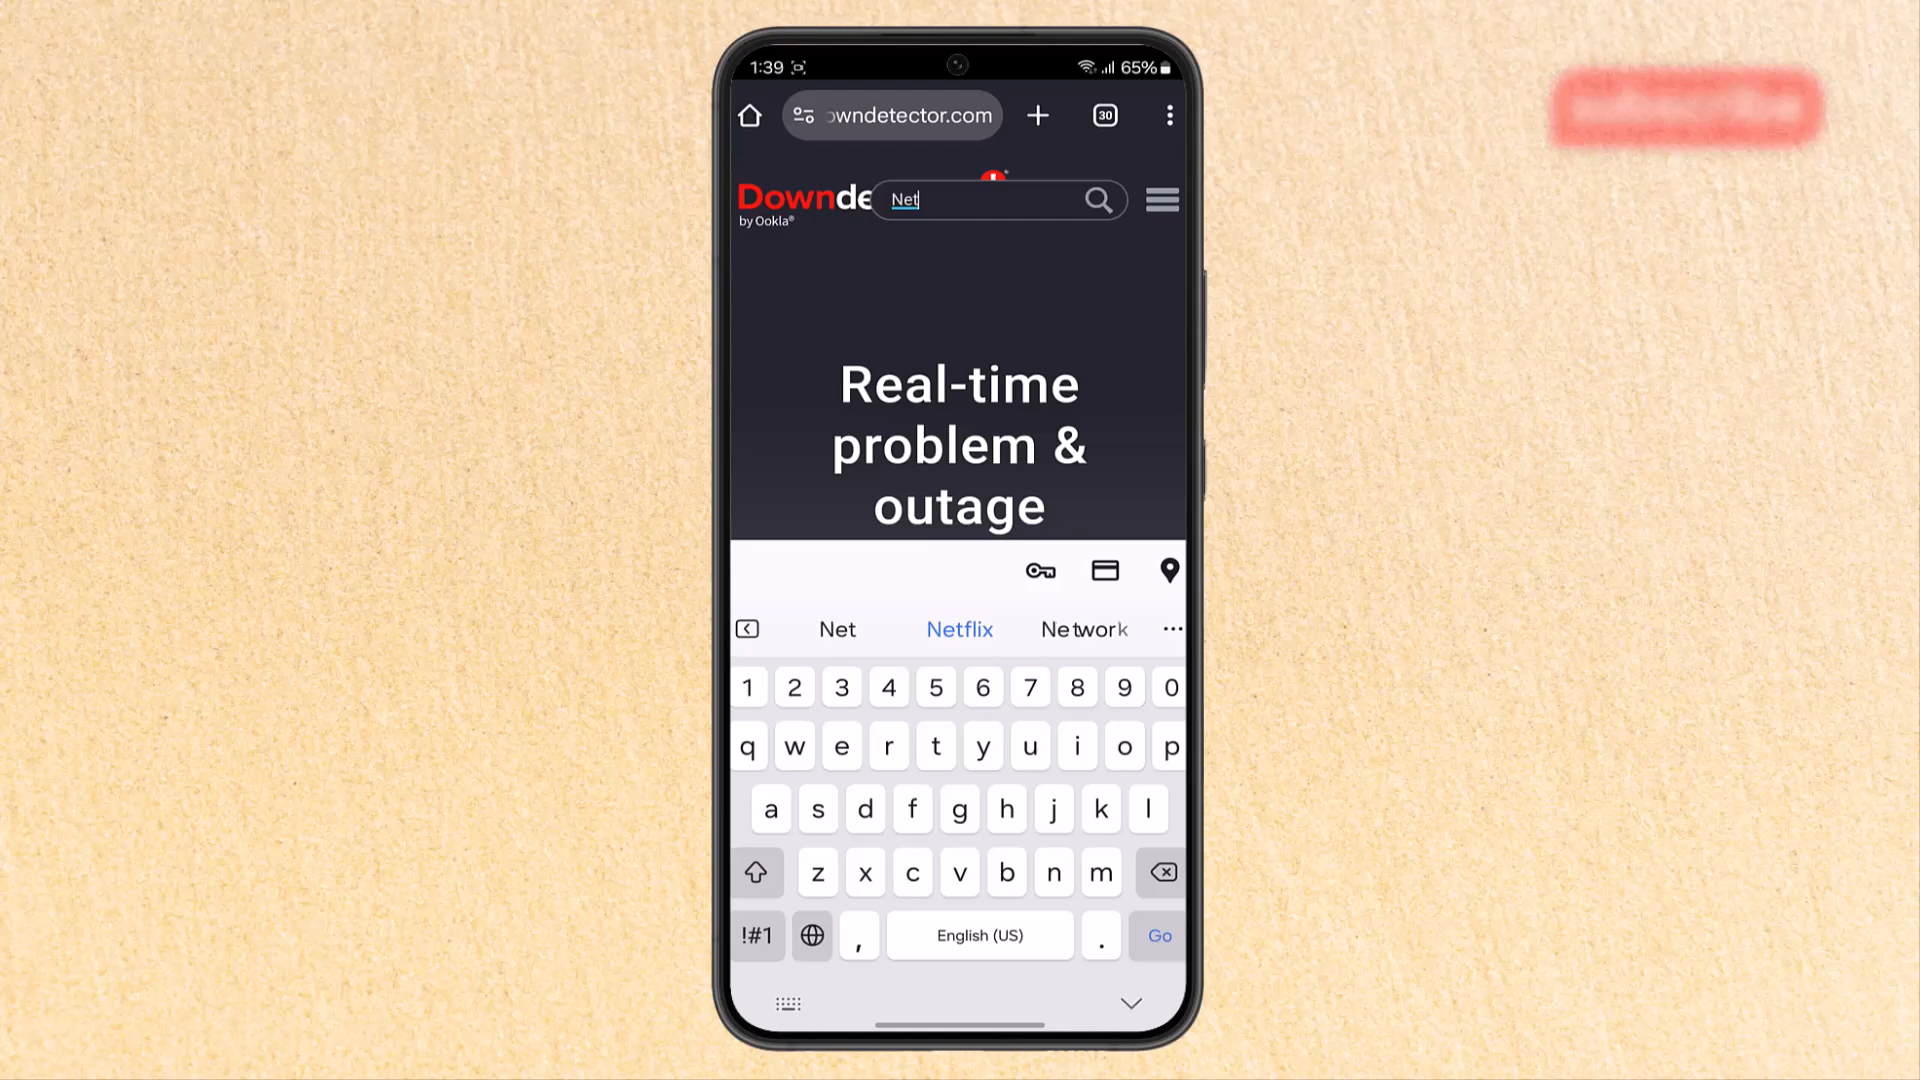 1:39
65%
owndetector.com
30
Downde
by Ookla®
Net
Real-time
problem &
outage
Net Netflix Network
1 2 3 4 5 6 7 8 9 0
q w e r t y u i o p
a s d f g h j k l
z x c v b n m
!#1 , English (US) . Go